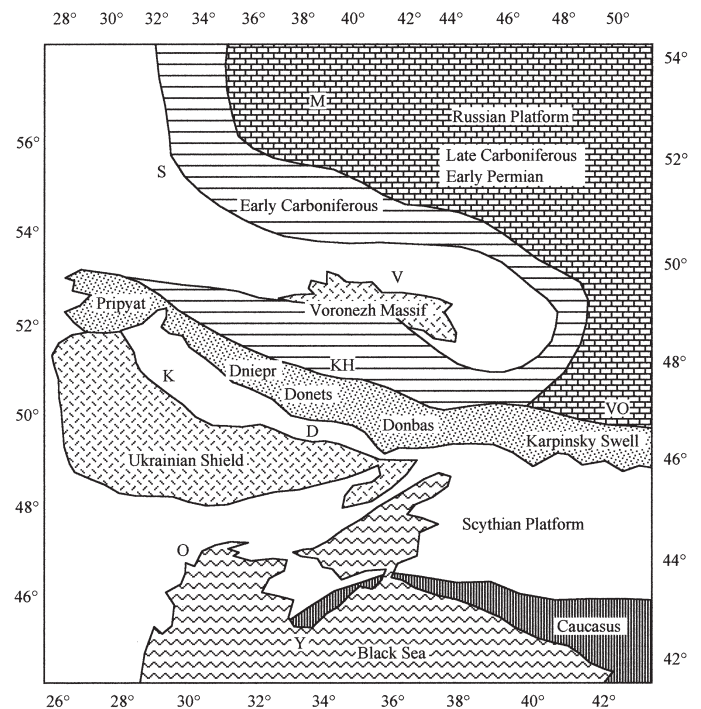 28° 30° 32° 34° 36° 38° 40° 42° 44° 46° 48° 50°
54°
M
Russian Platform
56°
Late Carboniferous
52°
Early Permian
S
Early Carboniferous
54°
50°
V
Pripyat
Voronezh Massif
52°
KH
48°
Dniepr
K
Donets
VO
50°
Donbas
D
Karpinsky Swell
Ukrainian Shield
46°
48°
Scythian Platform
O
44°
46°
Caucasus
Y
Black Sea
42°
26° 28° 30° 32° 34° 36° 38° 40° 42°